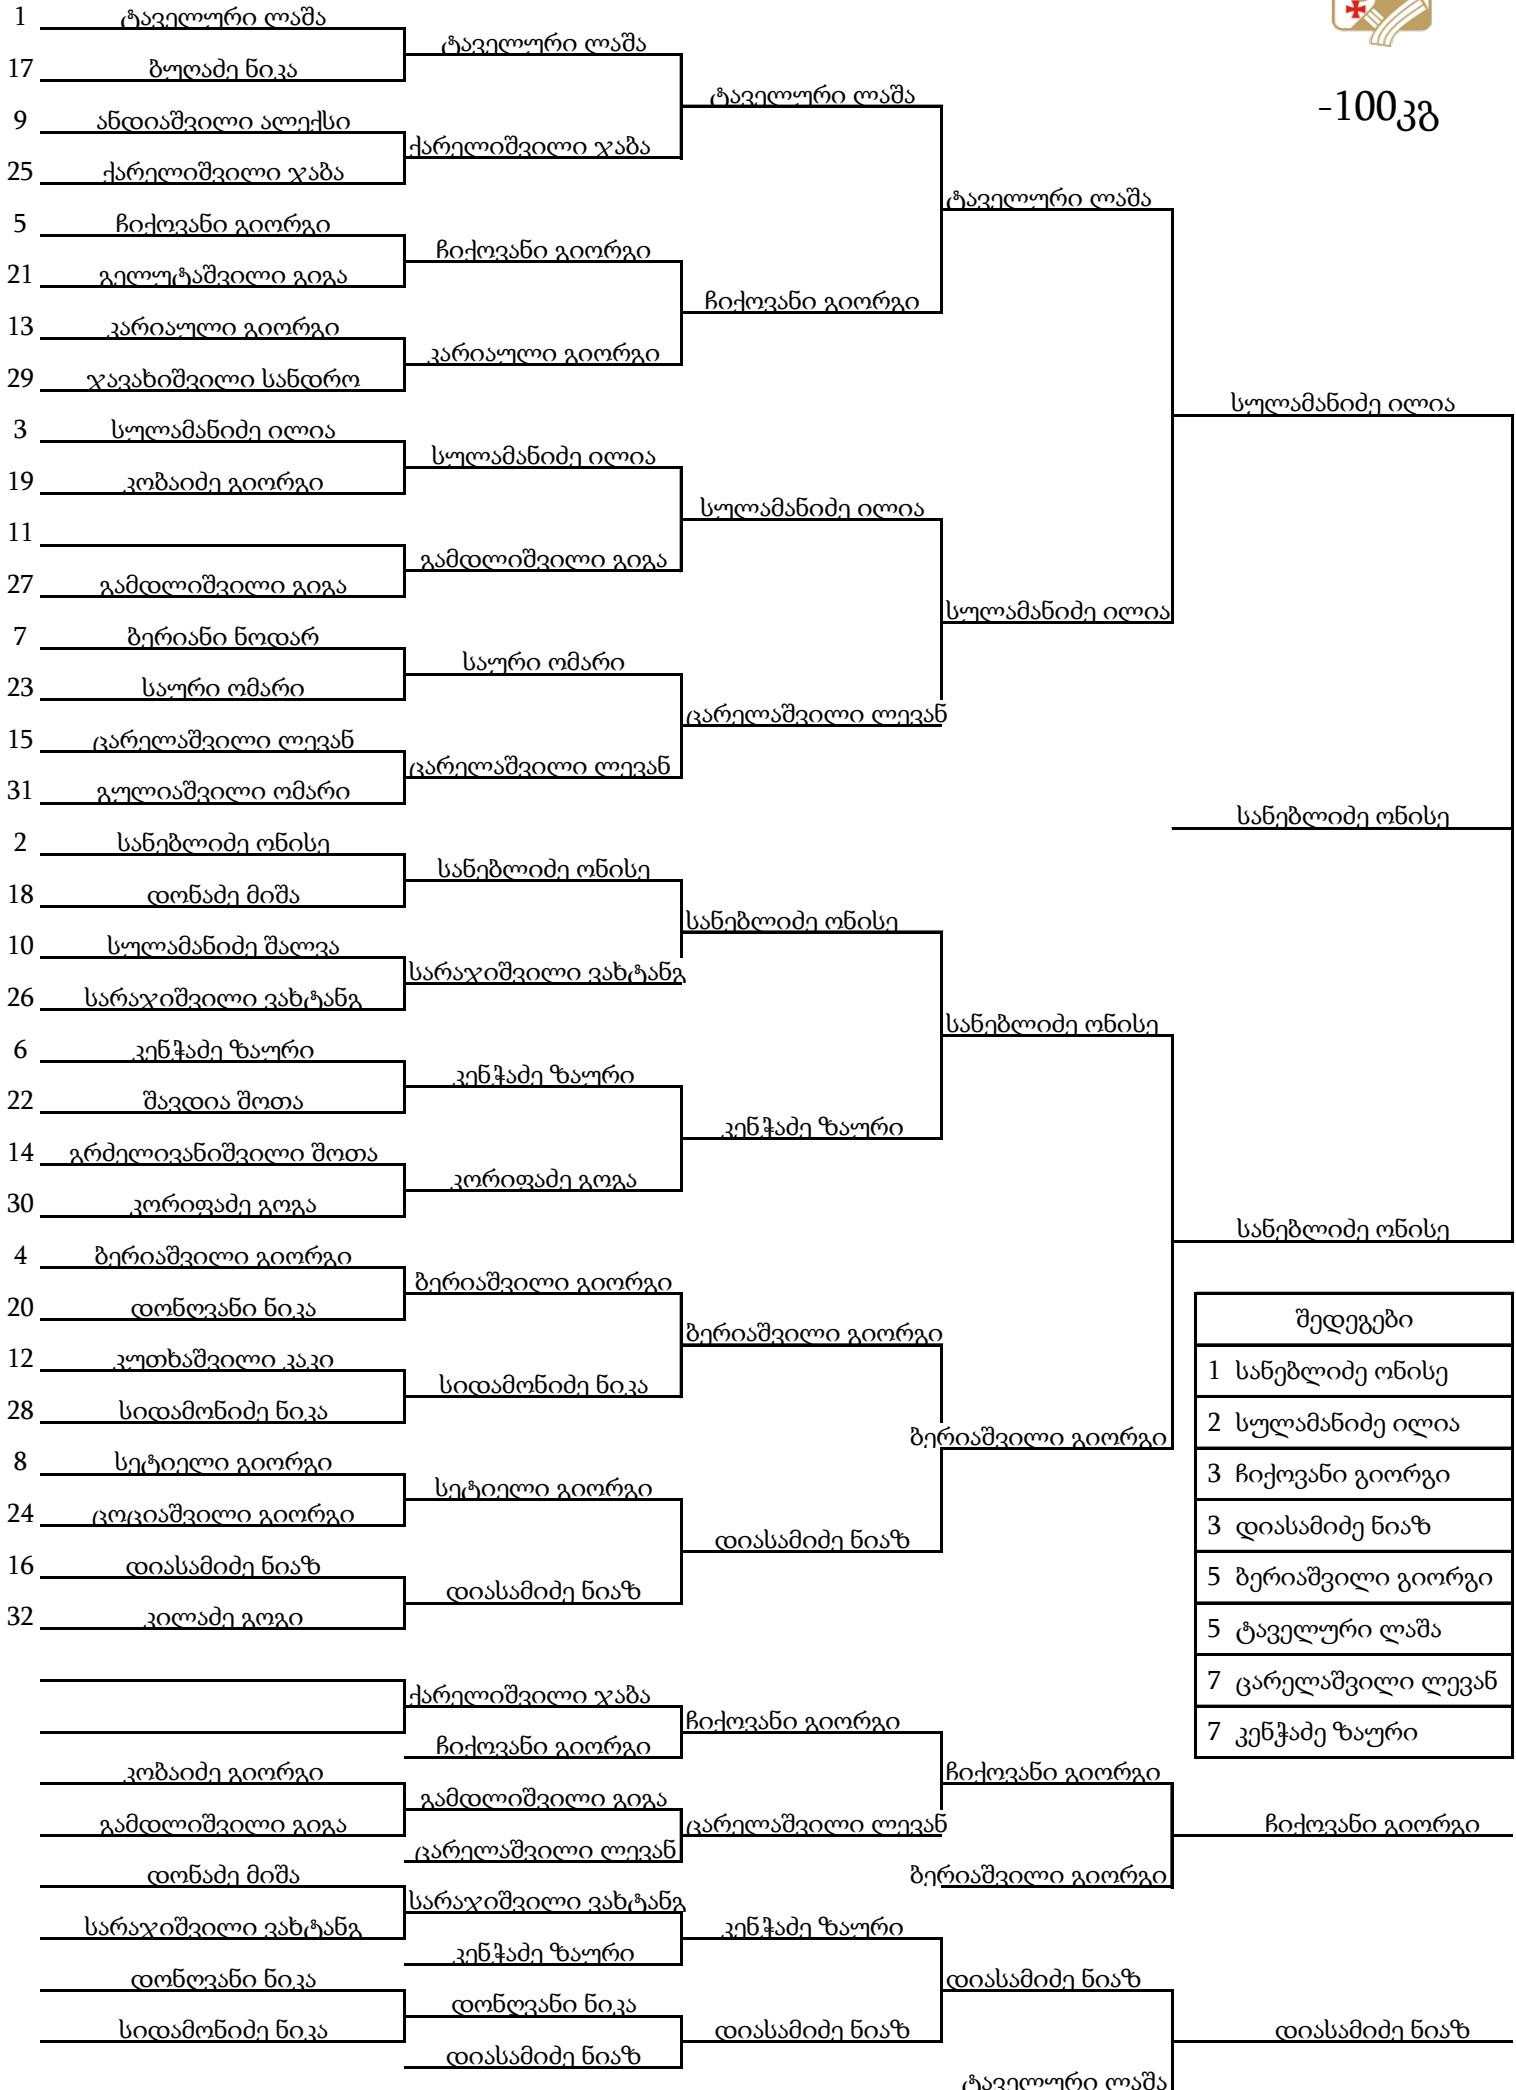 -100კგ
1 ტაველური ლაშა
17 ბუღაძე ნიკა
9 ანდიაშვილი ალექსი
25 ქარელიშვილი ჯაბა
5 ჩიქოვანი გიორგი
21 გელუტაშვილი გიგა
13 კარიაული გიორგი
29 ჯავახიშვილი სანდრო
3 სულამანიძე ილია
19 კობაიძე გიორგი
11
27 გამდლიშვილი გიგა
7 ბერიანი ნოდარ
23 საური ომარი
15 ცარელაშვილი ლევან
31 გულიაშვილი ომარი
2 სანებლიძე ონისე
18 დონაძე მიშა
10 სულამანიძე შალვა
26 სარაჯიშვილი ვახტანგ
6 კენჭაძე ზაური
22 შავდია შოთა
14 გრძელივანიშვილი შოთა
30 კორიფაძე გოგა
4 ბერიაშვილი გიორგი
20 დონღვანი ნიკა
12 კუთხაშვილი კაკი
28 სიდამონიძე ნიკა
8 სეტიელი გიორგი
24 ცოციაშვილი გიორგი
16 დიასამიძე ნიაზ
32 კილაძე გოგი
ტაველური ლაშა
ქარელიშვილი ჯაბა
ჩიქოვანი გიორგი
კარიაული გიორგი
სულამანიძე ილია
გამდლიშვილი გიგა
საური ომარი
ცარელაშვილი ლევან
სანებლიძე ონისე
სარაჯიშვილი ვახტანგ
კენჭაძე ზაური
კორიფაძე გოგა
ბერიაშვილი გიორგი
სიდამონიძე ნიკა
სეტიელი გიორგი
დიასამიძე ნიაზ
ტაველური ლაშა
ჩიქოვანი გიორგი
სულამანიძე ილია
ცარელაშვილი ლევან
სანებლიძე ონისე
კენჭაძე ზაური
ბერიაშვილი გიორგი
დიასამიძე ნიაზ
ტაველური ლაშა
სულამანიძე ილია
სანებლიძე ონისე
ბერიაშვილი გიორგი
სულამანიძე ილია
სანებლიძე ონისე
სანებლიძე ონისე
შედეგები
1 სანებლიძე ონისე
2 სულამანიძე ილია
3 ჩიქოვანი გიორგი
3 დიასამიძე ნიაზ
5 ბერიაშვილი გიორგი
5 ტაველური ლაშა
7 ცარელაშვილი ლევან
7 კენჭაძე ზაური
კობაიძე გიორგი
გამდლიშვილი გიგა
დონაძე მიშა
სარაჯიშვილი ვახტანგ
დონღვანი ნიკა
სიდამონიძე ნიკა
ქარელიშვილი ჯაბა
ჩიქოვანი გიორგი
გამდლიშვილი გიგა
ცარელაშვილი ლევან
სარაჯიშვილი ვახტანგ
კენჭაძე ზაური
დონღვანი ნიკა
დიასამიძე ნიაზ
ჩიქოვანი გიორგი
ცარელაშვილი ლევან
კენჭაძე ზაური
დიასამიძე ნიაზ
ჩიქოვანი გიორგი
ბერიაშვილი გიორგი
დიასამიძე ნიაზ
ტაველური ლაშა
ჩიქოვანი გიორგი
დიასამიძე ნიაზ